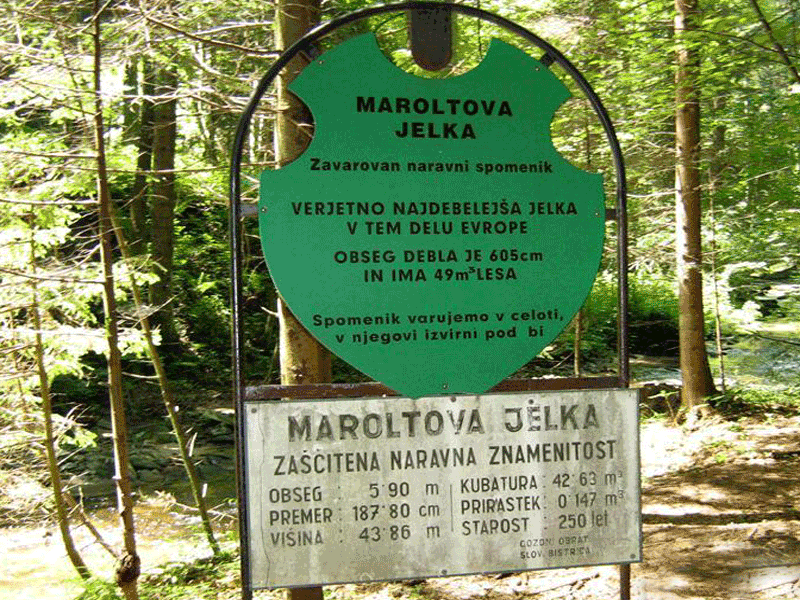 MAROLTOVA
JELKA
Zavarovan naravni spomenik
VERJETNO NAJDEBELEJŠA JELKA
V TEM DELU EVROPE
OBSEG DEBLA JE 605cm
IN IMA 49m³ LESA
Spomenik varujemo v celoti,
v njegovi izvirni pod bi
MAROLTOVA JELKA
ZAŠČITENA NARAVNA ZNAMENITOST
OBSEG : 5·90 m KUBATURA : 42·63 m³
PREMER : 187·80 cm PRIRASTEK : 0·147 m³
VIŠINA : 43·86 m STAROST : 250 let
GOZDNI OBRAT
SLOV. BISTRICA